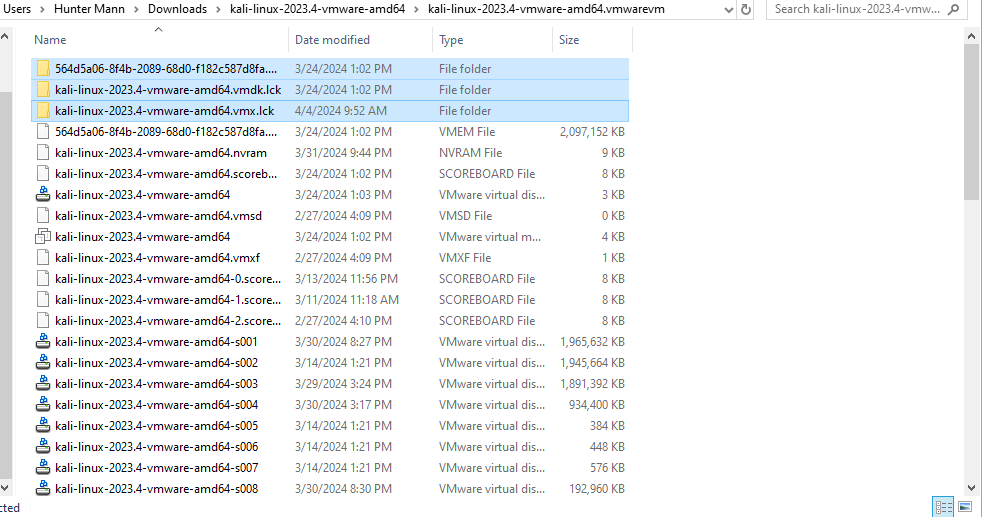 Users > Hunter Mann > Downloads > kali-linux-2023.4-vmware-amd64 > kali-linux-2023.4-vmware-amd64.vmwarevm Search kali-linux-2023.4-vmw...
Name Date modified Type Size
564d5a06-8f4b-2089-68d0-f182c587d8fa.... 3/24/2024 1:02 PM File folder
kali-linux-2023.4-vmware-amd64.vmdk.lck 3/24/2024 1:02 PM File folder
kali-linux-2023.4-vmware-amd64.vmx.lck 4/4/2024 9:52 AM File folder
564d5a06-8f4b-2089-68d0-f182c587d8fa.... 3/24/2024 1:02 PM VMEM File 2,097,152 KB
kali-linux-2023.4-vmware-amd64.nvram 3/31/2024 9:44 PM NVRAM File 9 KB
kali-linux-2023.4-vmware-amd64.scoreb... 3/24/2024 1:02 PM SCOREBOARD File 8 KB
kali-linux-2023.4-vmware-amd64 3/24/2024 1:03 PM VMware virtual dis... 3 KB
kali-linux-2023.4-vmware-amd64.vmsd 2/27/2024 4:09 PM VMSD File 0 KB
kali-linux-2023.4-vmware-amd64 3/24/2024 1:02 PM VMware virtual m... 4 KB
kali-linux-2023.4-vmware-amd64.vmxf 2/27/2024 4:09 PM VMXF File 1 KB
kali-linux-2023.4-vmware-amd64-0.score... 3/13/2024 11:56 PM SCOREBOARD File 8 KB
kali-linux-2023.4-vmware-amd64-1.score... 3/11/2024 11:18 AM SCOREBOARD File 8 KB
kali-linux-2023.4-vmware-amd64-2.score... 2/27/2024 4:10 PM SCOREBOARD File 8 KB
kali-linux-2023.4-vmware-amd64-s001 3/30/2024 8:27 PM VMware virtual dis... 1,965,632 KB
kali-linux-2023.4-vmware-amd64-s002 3/14/2024 1:21 PM VMware virtual dis... 1,945,664 KB
kali-linux-2023.4-vmware-amd64-s003 3/29/2024 3:24 PM VMware virtual dis... 1,891,392 KB
kali-linux-2023.4-vmware-amd64-s004 3/30/2024 3:17 PM VMware virtual dis... 934,400 KB
kali-linux-2023.4-vmware-amd64-s005 3/14/2024 1:21 PM VMware virtual dis... 384 KB
kali-linux-2023.4-vmware-amd64-s006 3/14/2024 1:21 PM VMware virtual dis... 448 KB
kali-linux-2023.4-vmware-amd64-s007 3/14/2024 1:21 PM VMware virtual dis... 576 KB
kali-linux-2023.4-vmware-amd64-s008 3/30/2024 8:30 PM VMware virtual dis... 192,960 KB
cted